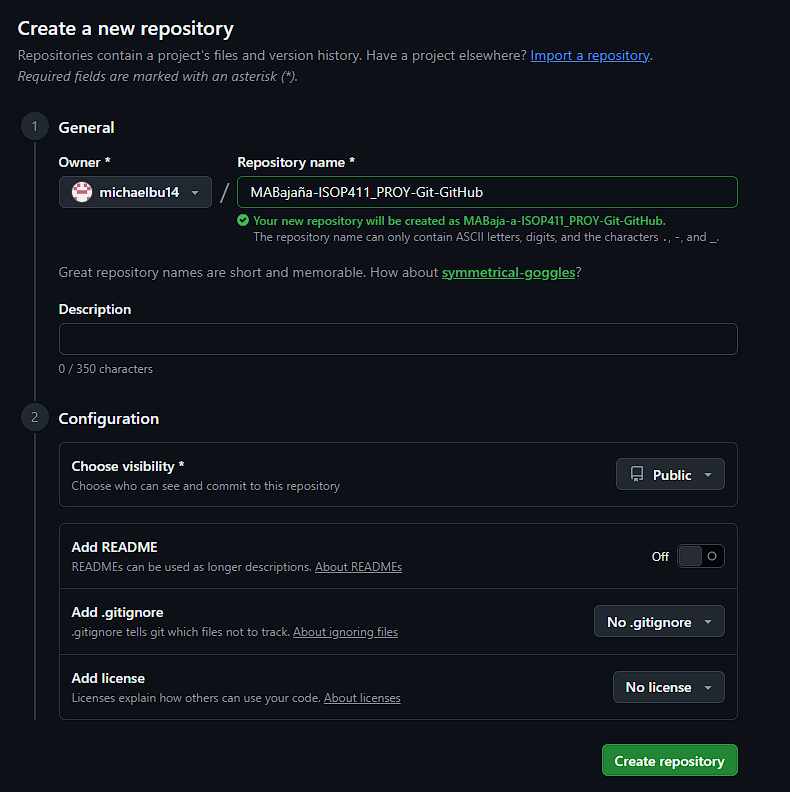 Create a new repository
Repositories contain a project's files and version history. Have a project elsewhere? Import a repository.
Required fields are marked with an asterisk (*).
1 General
Owner * Repository name *
michaelbu14 / MABajaña-ISOP411_PROY-Git-GitHub
Your new repository will be created as MABaja-a-ISOP411_PROY-Git-GitHub.
The repository name can only contain ASCII letters, digits, and the characters ., -, and _.
Great repository names are short and memorable. How about symmetrical-goggles?
Description
0 / 350 characters
2 Configuration
Choose visibility *
Choose who can see and commit to this repository
Public
Add README
READMEs can be used as longer descriptions. About READMEs
Off
Add .gitignore
.gitignore tells git which files not to track. About ignoring files
No .gitignore
Add license
Licenses explain how others can use your code. About licenses
No license
Create repository